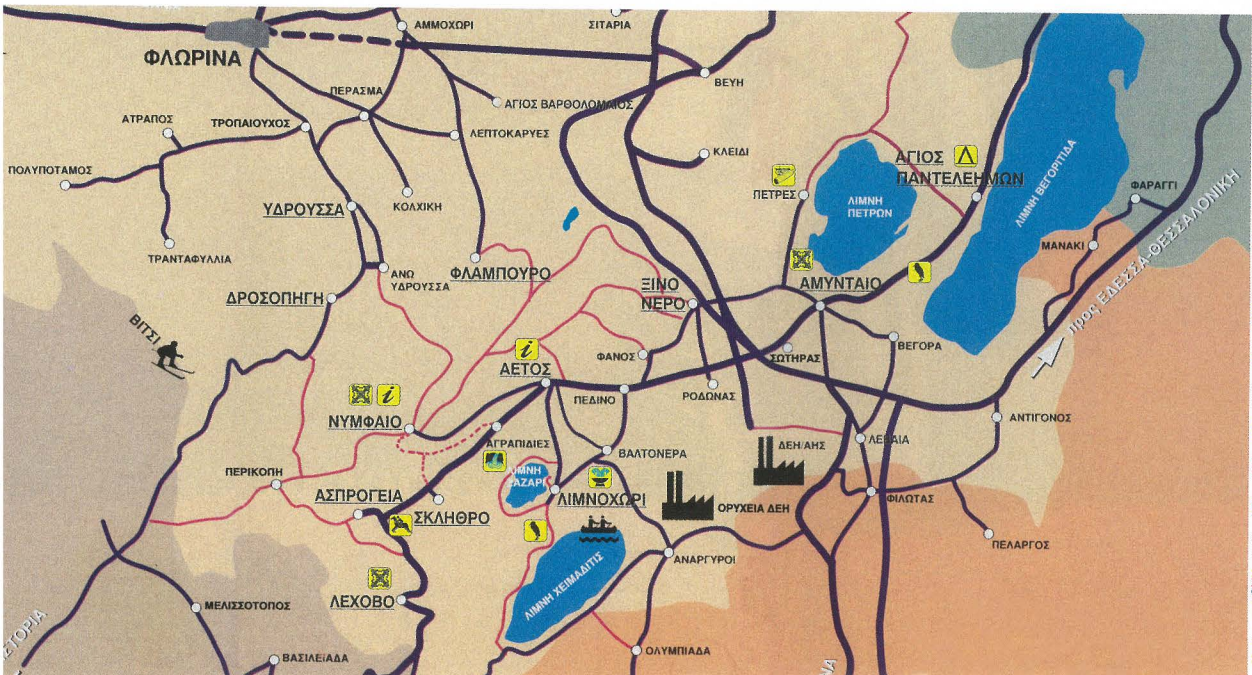 ΑΜΜΟΧΩΡΙ
ΣΙΤΑΡΙΑ
ΦΛΩΡΙΝΑ
ΒΕΥΗ
ΠΕΡΑΣΜΑ
ΑΓΙΟΣ ΒΑΡΘΟΛΟΜΑΙΟΣ
ΑΤΡΑΠΟΣ
ΤΡΟΠΑΙΟΥΧΟΣ
ΛΕΠΤΟΚΑΡΥΕΣ
ΚΛΕΙΔΙ
ΑΓΙΟΣ
ΠΑΝΤΕΛΕΗΜΩΝ
ΠΟΛΥΠΟΤΑΜΟΣ
ΠΕΤΡΕΣ
ΛΙΜΝΗ
ΠΕΤΡΩΝ
ΛΙΜΝΗ ΒΕΓΟΡΙΤΙΔΑ
ΦΑΡΑΓΓΙ
ΥΔΡΟΥΣΣΑ
ΚΟΛΧΙΚΗ
ΜΑΝΑΚΙ
ΤΡΑΝΤΑΦΥΛΛΙΑ
ΦΛΑΜΠΟΥΡΟ
ΑΝΩ
ΥΔΡΟΥΣΣΑ
ΞΙΝΟ
ΝΕΡΟ
ΑΜΥΝΤΑΙΟ
προς ΕΔΕΣΣΑ-ΘΕΣΣΑΛΟΝΙΚΗ
ΔΡΟΣΟΠΗΓΗ
ΒΙΤΣΙ
ΒΕΓΟΡΑ
ΣΩΤΗΡΑΣ
ΦΑΝΟΣ
i
ΑΕΤΟΣ
ΠΕΔΙΝΟ
ΡΟΔΩΝΑΣ
i
ΝΥΜΦΑΙΟ
ΑΝΤΙΓΟΝΟΣ
ΑΓΡΑΠΙΔΙΕΣ
ΒΑΛΤΟΝΕΡΑ
ΔΕΗ/ΑΗΣ
ΛΕΒΑΙΑ
ΠΕΡΙΚΟΠΗ
ΛΙΜΝΗ
ΖΑΖΑΡΙ
ΛΙΜΝΟΧΩΡΙ
ΑΣΠΡΟΓΕΙΑ
ΣΚΛΗΘΡΟ
ΟΡΥΧΕΙΑ ΔΕΗ
ΦΙΛΩΤΑΣ
ΠΕΛΑΡΓΟΣ
ΑΝΑΡΓΥΡΟΙ
ΛΙΜΝΗ ΧΕΙΜΑΔΙΤΙΣ
ΛΕΧΟΒΟ
ΜΕΛΙΣΣΟΤΟΠΟΣ
ΣΤΟΡΙΑ
ΒΑΣΙΛΕΙΑΔΑ
ΟΛΥΜΠΙΑΔΑ
ΝΑ